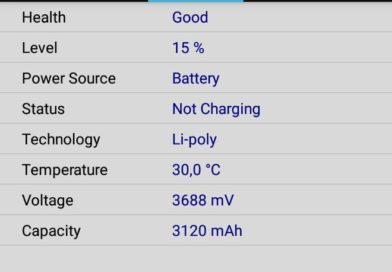 Health Good
Level 15 %
Power Source Battery
Status Not Charging
Technology Li-poly
Temperature 30,0 °C
Voltage 3688 mV
Capacity 3120 mAh